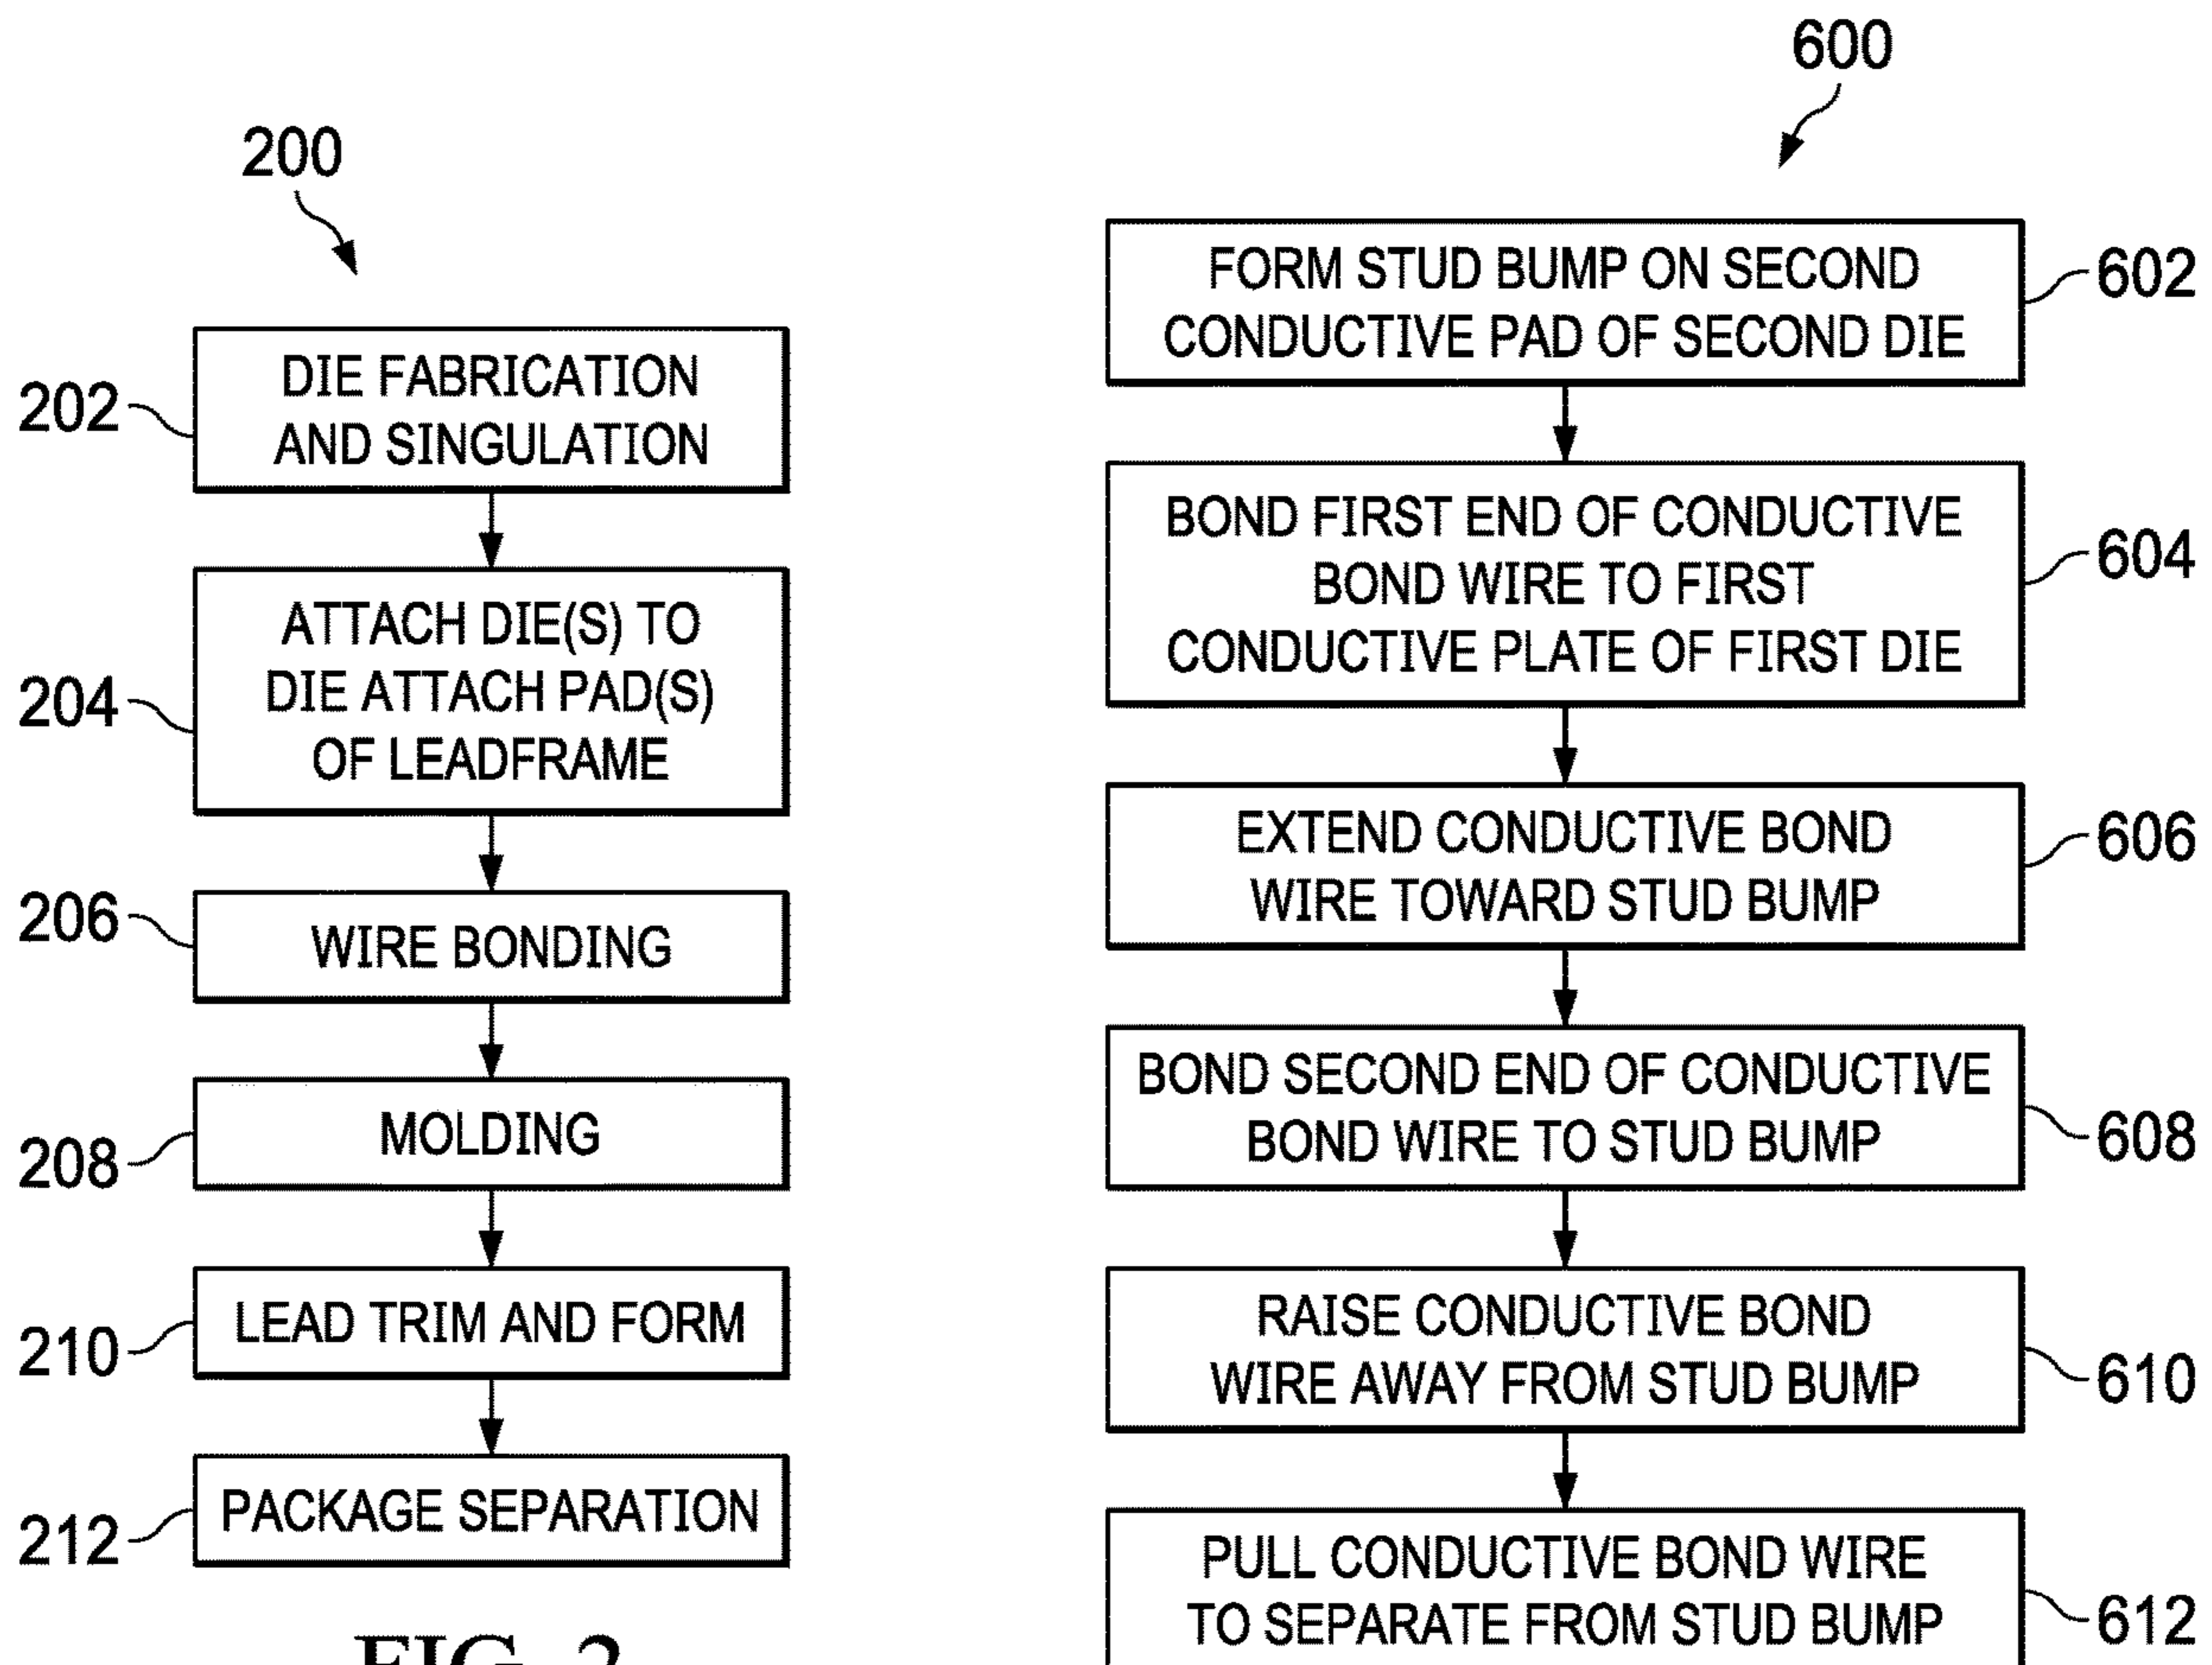 200
202
DIE FABRICATION
AND SINGULATION
204
ATTACH DIE(S) TO
DIE ATTACH PAD(S)
OF LEADFRAME
206
WIRE BONDING
208
MOLDING
210
LEAD TRIM AND FORM
212
PACKAGE SEPARATION
FIG. 2
600
FORM STUD BUMP ON SECOND
CONDUCTIVE PAD OF SECOND DIE
602
BOND FIRST END OF CONDUCTIVE
BOND WIRE TO FIRST
CONDUCTIVE PLATE OF FIRST DIE
604
EXTEND CONDUCTIVE BOND
WIRE TOWARD STUD BUMP
606
BOND SECOND END OF CONDUCTIVE
BOND WIRE TO STUD BUMP
608
RAISE CONDUCTIVE BOND
WIRE AWAY FROM STUD BUMP
610
PULL CONDUCTIVE BOND WIRE
TO SEPARATE FROM STUD BUMP
612